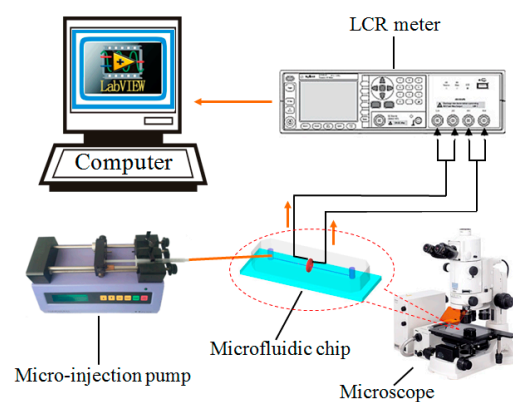 LCR meter
LabVIEW
Computer
Microfluidic chip
Micro-injection pump
Microscope